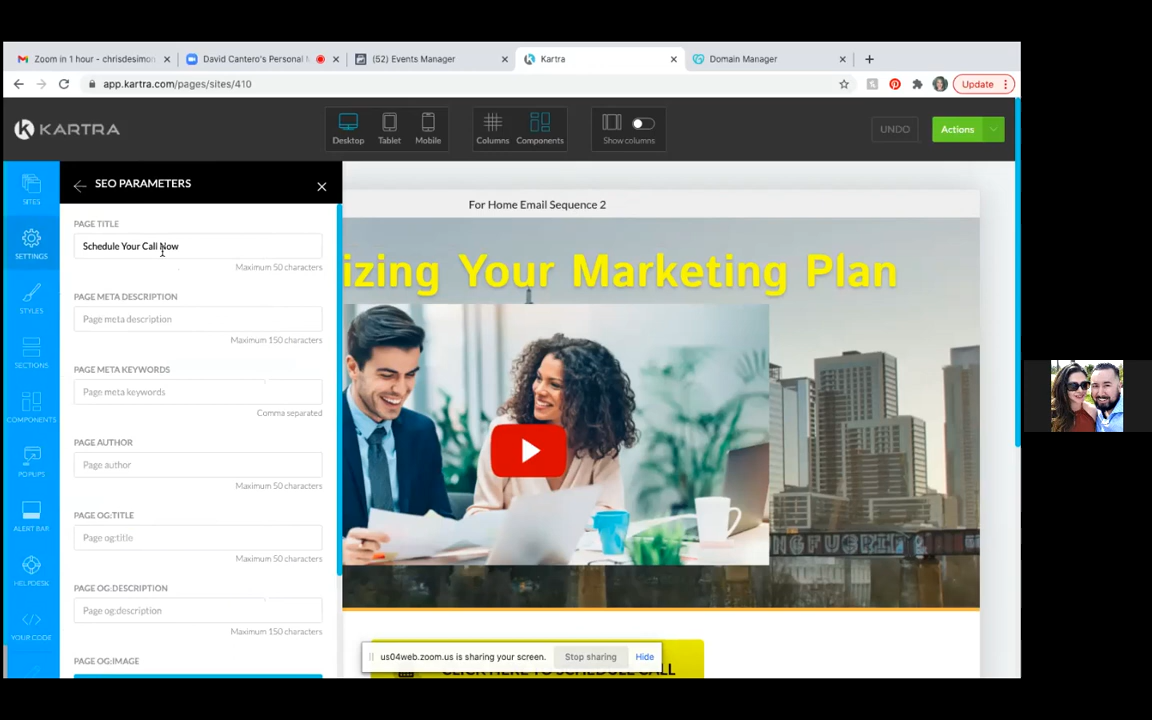 Zoom in 1 hour - chrisdesimon
David Cantero's Personal
(52) Events Manager
Kartra
Domain Manager
app.kartra.com/pages/sites/410
Update
KARTRA
Desktop
Tablet
Mobile
Columns
Components
Show columns
UNDO
Actions
SITES
SETTINGS
STYLES
SECTIONS
COMPONENTS
POPUPS
ALERT BAR
HELPDESK
YOUR CODE
SEO PARAMETERS
PAGE TITLE
Schedule Your Call Now
Maximum 50 characters
PAGE META DESCRIPTION
Page meta description
Maximum 150 characters
PAGE META KEYWORDS
Page meta keywords
Comma separated
PAGE AUTHOR
Page author
Maximum 50 characters
PAGE OG:TITLE
Page og:title
Maximum 50 characters
PAGE OG:DESCRIPTION
Page og:description
Maximum 150 characters
PAGE OG:IMAGE
For Home Email Sequence 2
izing Your Marketing Plan
us04web.zoom.us is sharing your screen.
Stop sharing
Hide
CLICK HERE TO SCHEDULE CALL